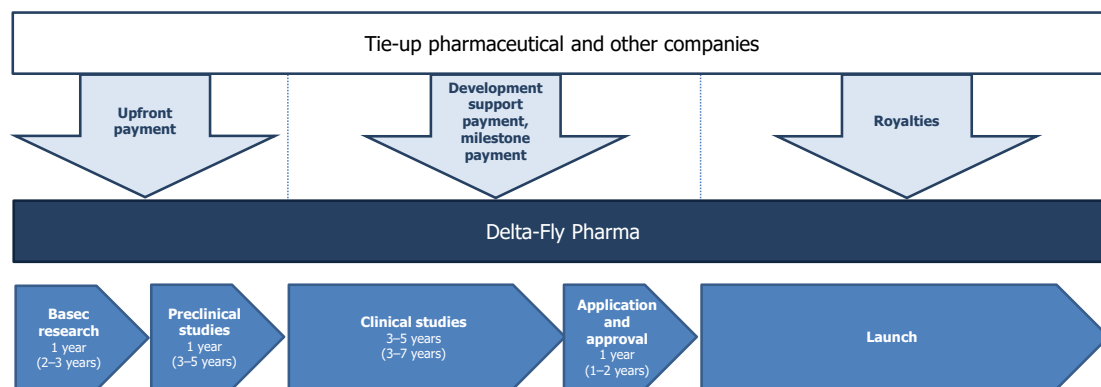 Tie-up pharmaceutical and other companies
Upfront
payment
Development
support
payment,
milestone
payment
Royalties
Delta-Fly Pharma
Basec
research
1 year
(2–3 years)
Preclinical
studies
1 year
(3–5 years)
Clinical studies
3–5 years
(3–7 years)
Application
and
approval
1 year
(1–2 years)
Launch